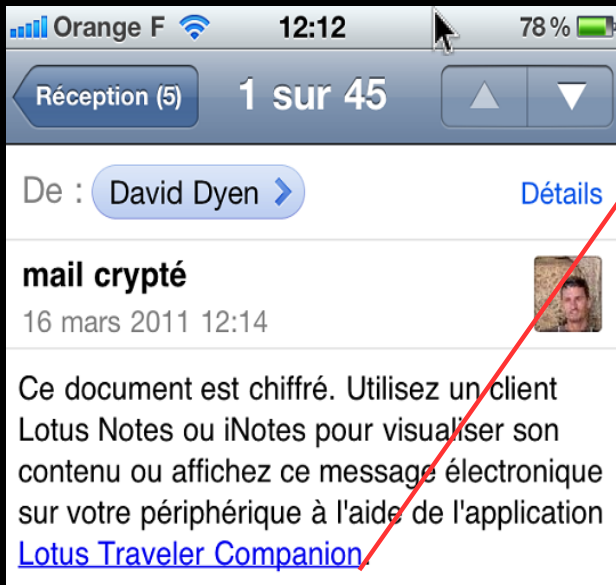 Orange F 12:12 78 %
Réception (5) 1 sur 45
De : David Dyen Détails
mail crypté
16 mars 2011 12:14
Ce document est chiffré. Utilisez un client
Lotus Notes ou iNotes pour visualiser son
contenu ou affichez ce message électronique
sur votre périphérique à l'aide de l'application
Lotus Traveler Companion.